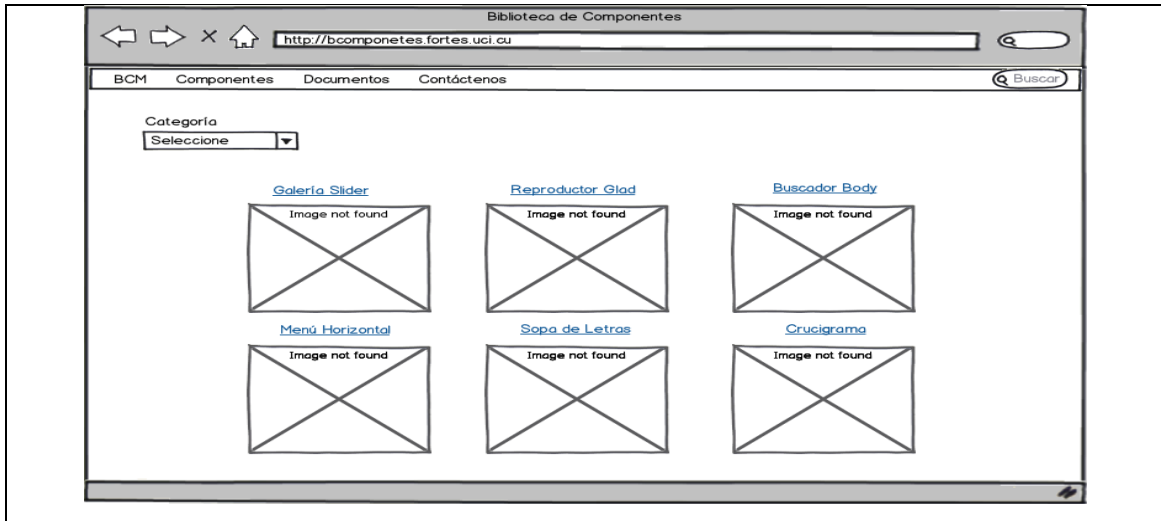 Biblioteca de Componentes
http://bcomponetes.fortes.uci.cu
BCM Componentes Documentos Contáctenos Buscar
Categoría
Seleccione
Galería Slider Reproductor Glad Buscador Body
Image not found Image not found Image not found
Menú Horizontal Sopa de Letras Crucigrama
Image not found Image not found Image not found